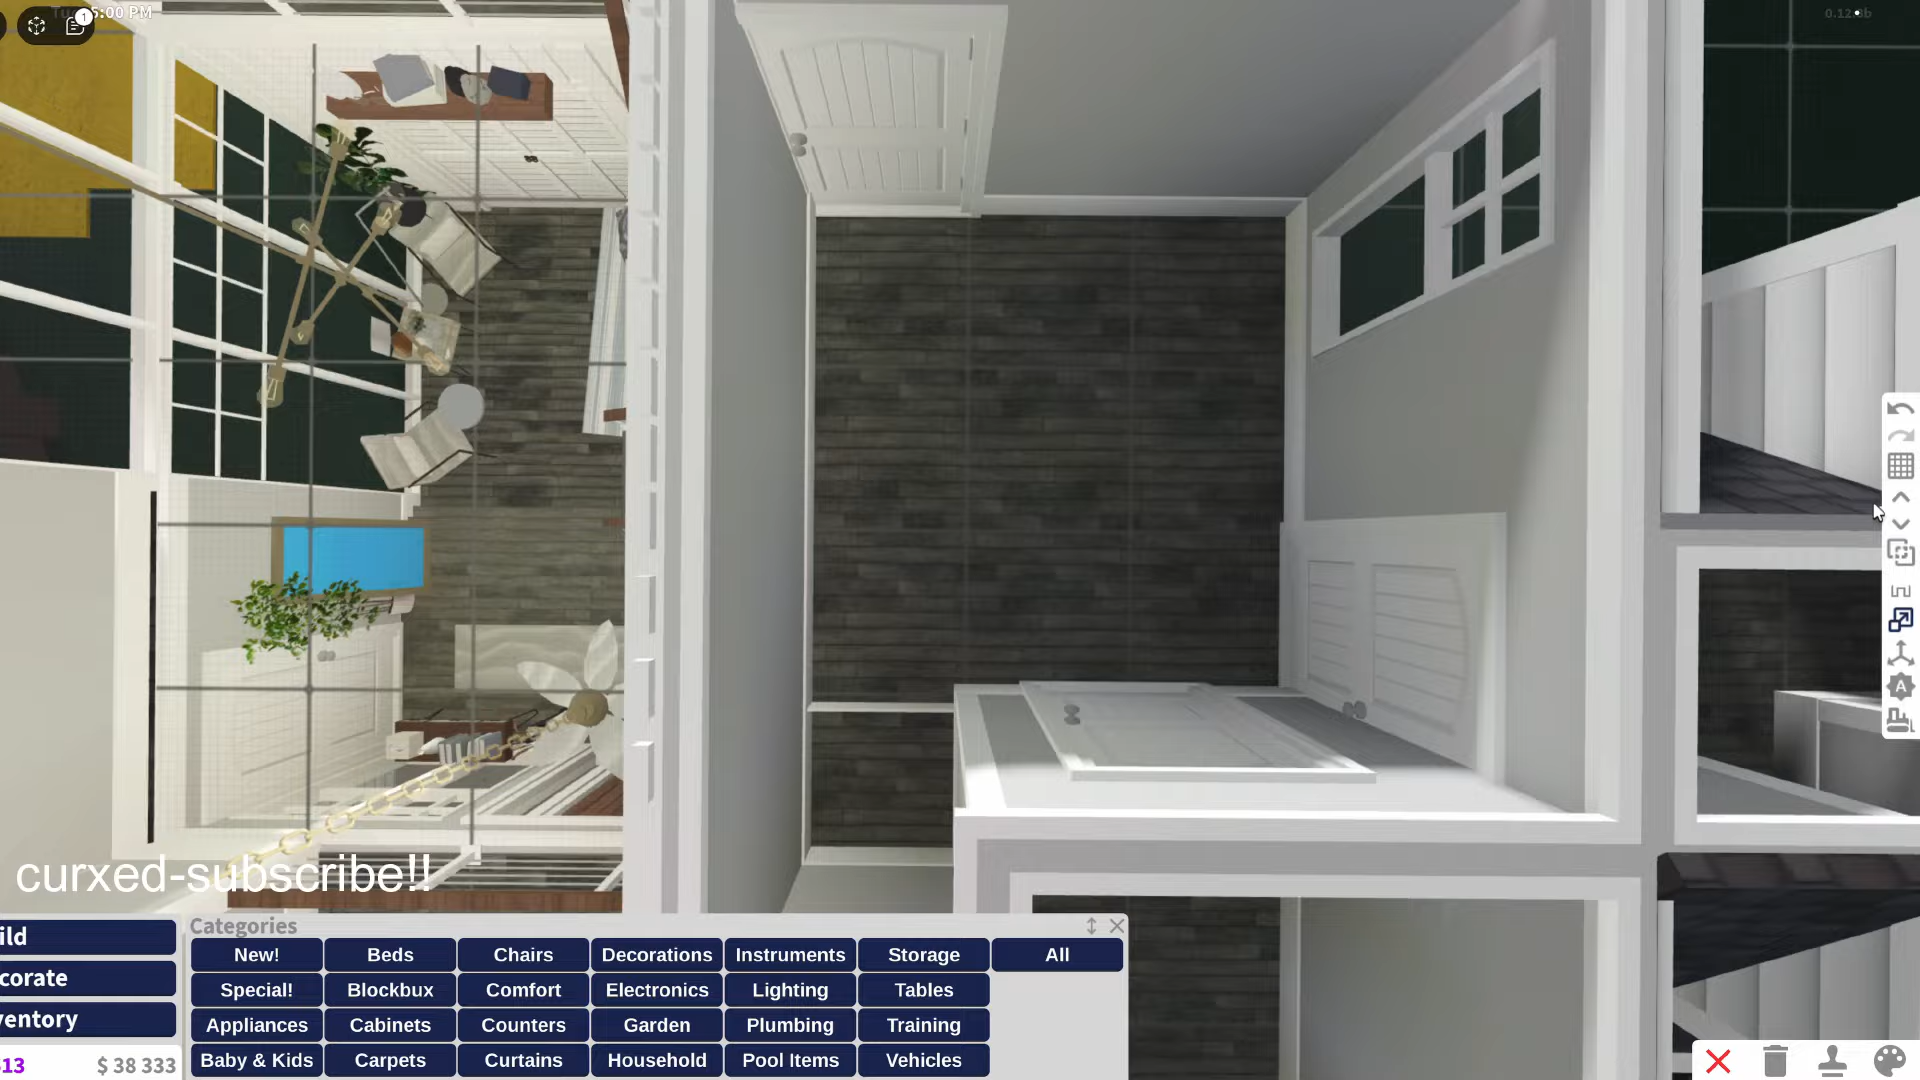 5:00 PM
1
curxed-subscribe!!
ild
corate
ventory
13
$ 38 333
Categories
New!
Beds
Chairs
Decorations
Instruments
Storage
All
Special!
Blockbux
Comfort
Electronics
Lighting
Tables
Appliances
Cabinets
Counters
Garden
Plumbing
Training
Baby & Kids
Carpets
Curtains
Household
Pool Items
Vehicles
A